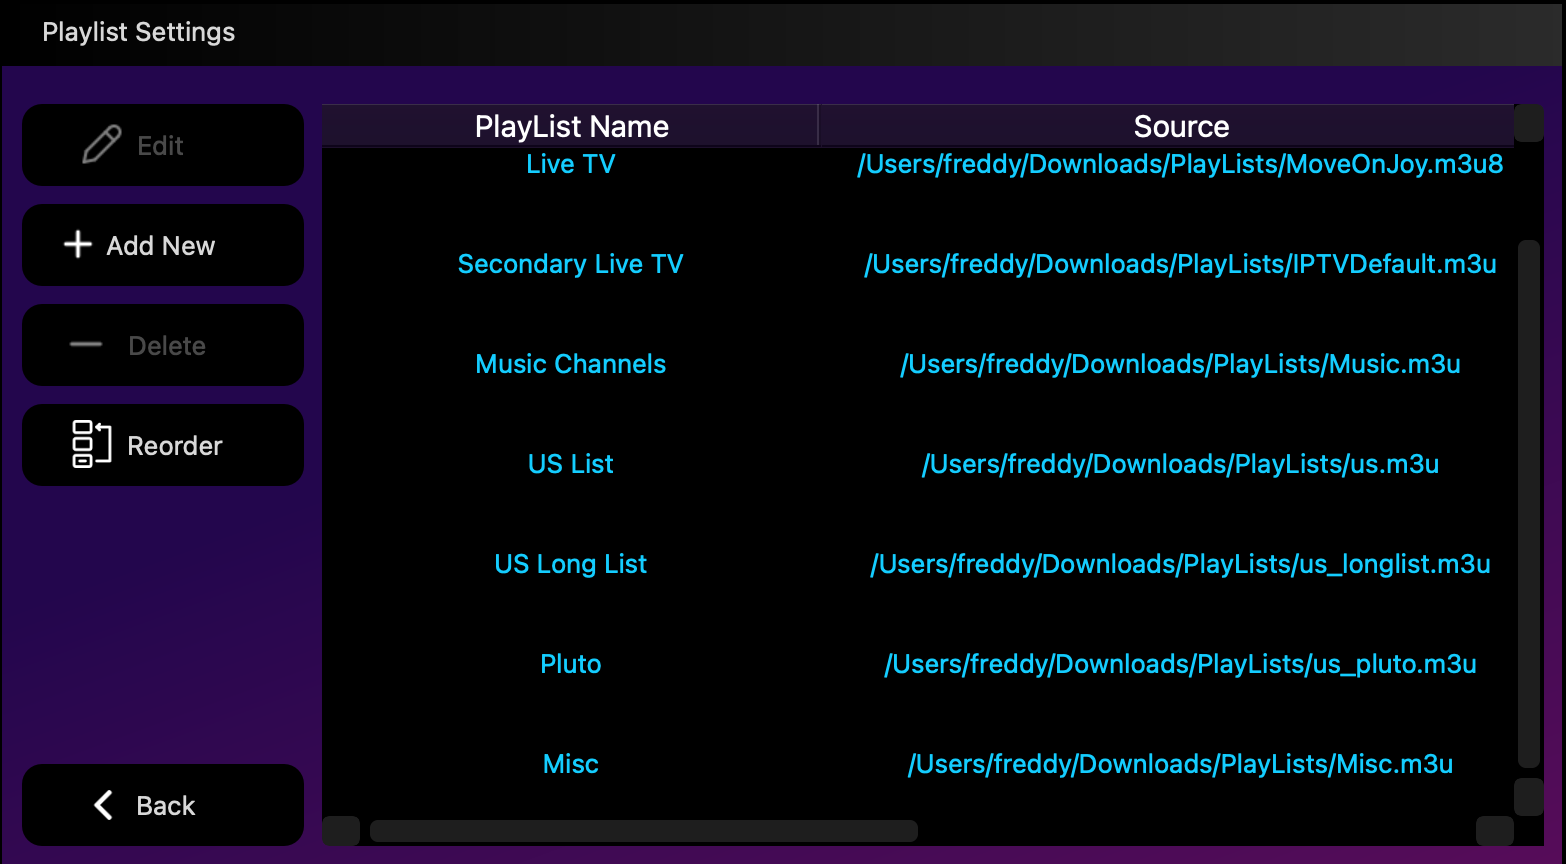 Playlist Settings
Edit
Add New
Delete
Reorder
Back
PlayList Name Source
Live TV /Users/freddy/Downloads/PlayLists/MoveOnJoy.m3u8
Secondary Live TV /Users/freddy/Downloads/PlayLists/IPTVDefault.m3u
Music Channels /Users/freddy/Downloads/PlayLists/Music.m3u
US List /Users/freddy/Downloads/PlayLists/us.m3u
US Long List /Users/freddy/Downloads/PlayLists/us_longlist.m3u
Pluto /Users/freddy/Downloads/PlayLists/us_pluto.m3u
Misc /Users/freddy/Downloads/PlayLists/Misc.m3u